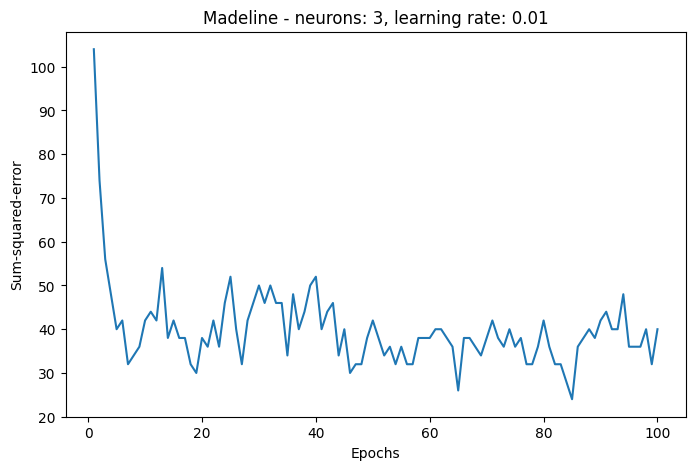 Madeline - neurons: 3, learning rate: 0.01
100
90
80
70
60
50
40
30
20
Sum-squared-error
0 20 40 60 80 100
Epochs